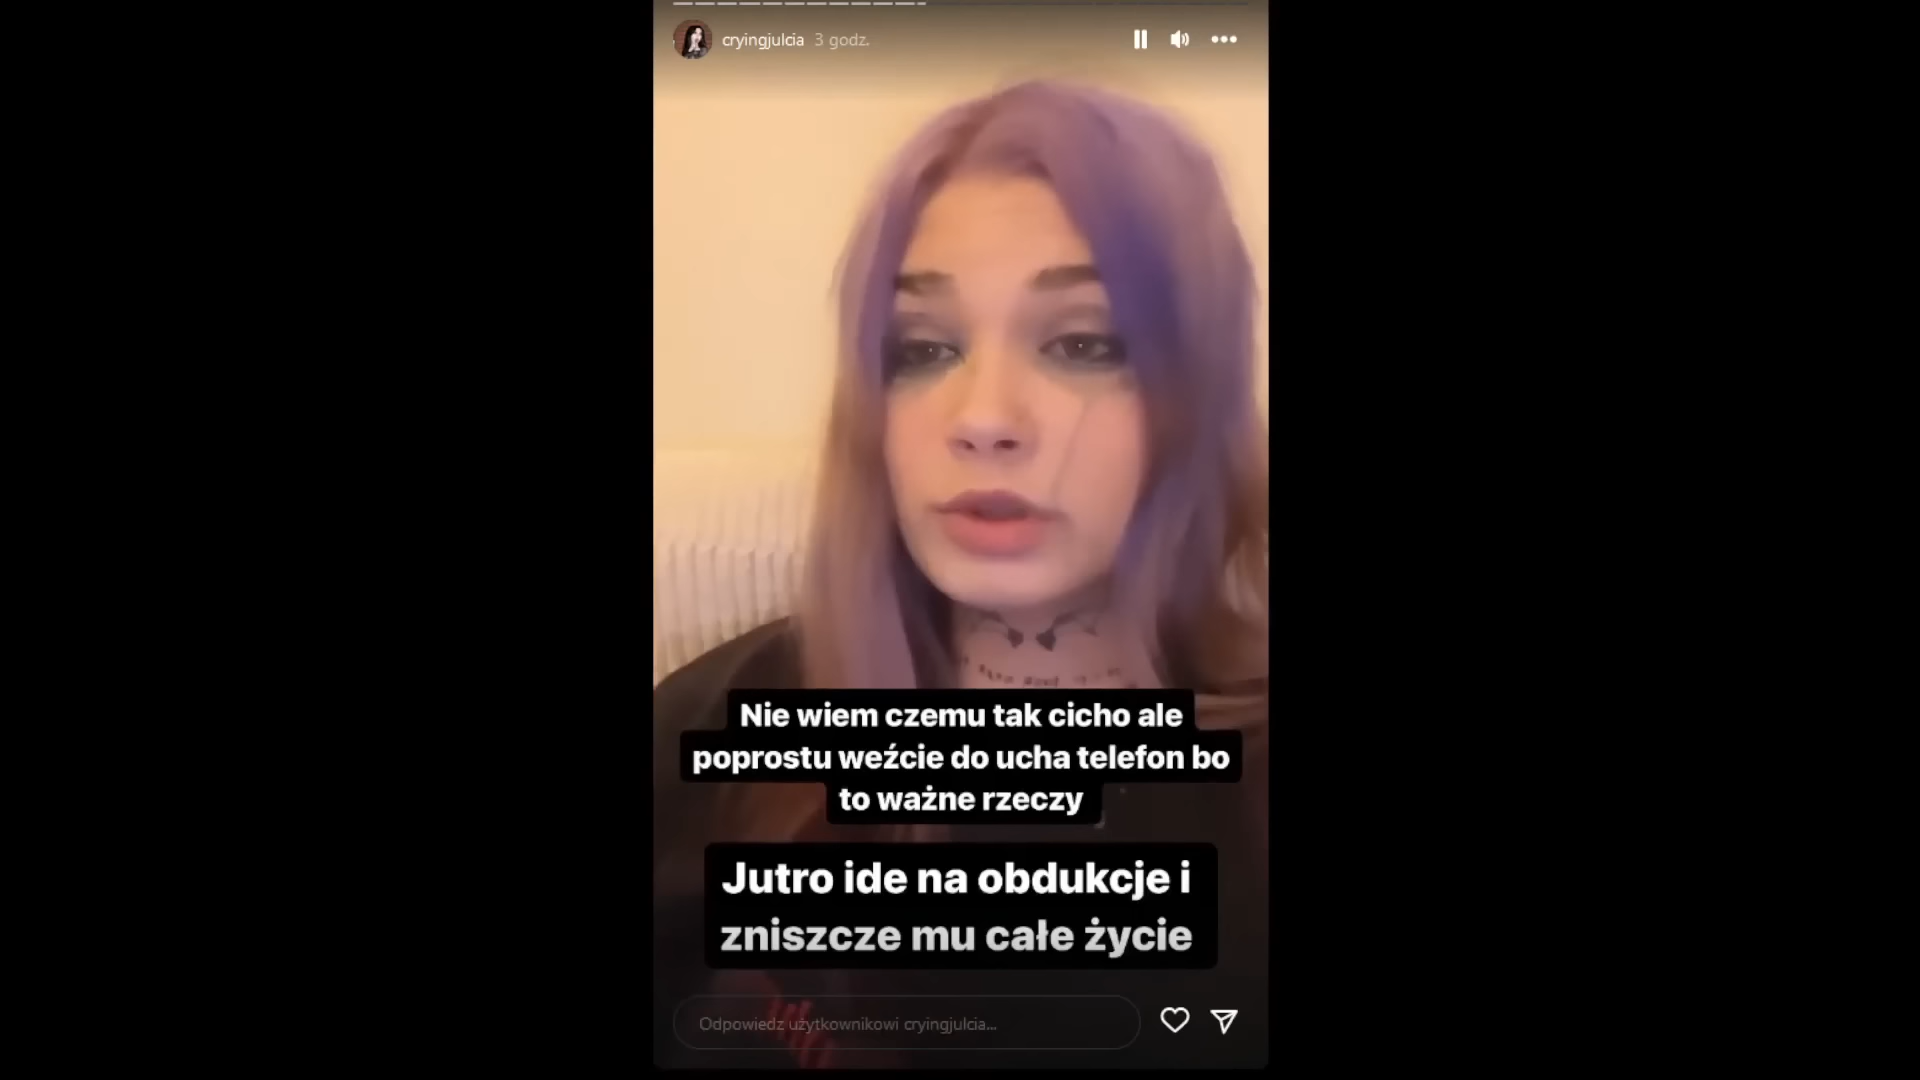 cryingjulcia 3 godz.
Nie wiem czemu tak cicho ale
poprostu weźcie do ucha telefon bo
to ważne rzeczy
Jutro ide na obdukcje i
zniszcze mu całe życie
Odpowiedz użytkownikowi cryingjulcia...